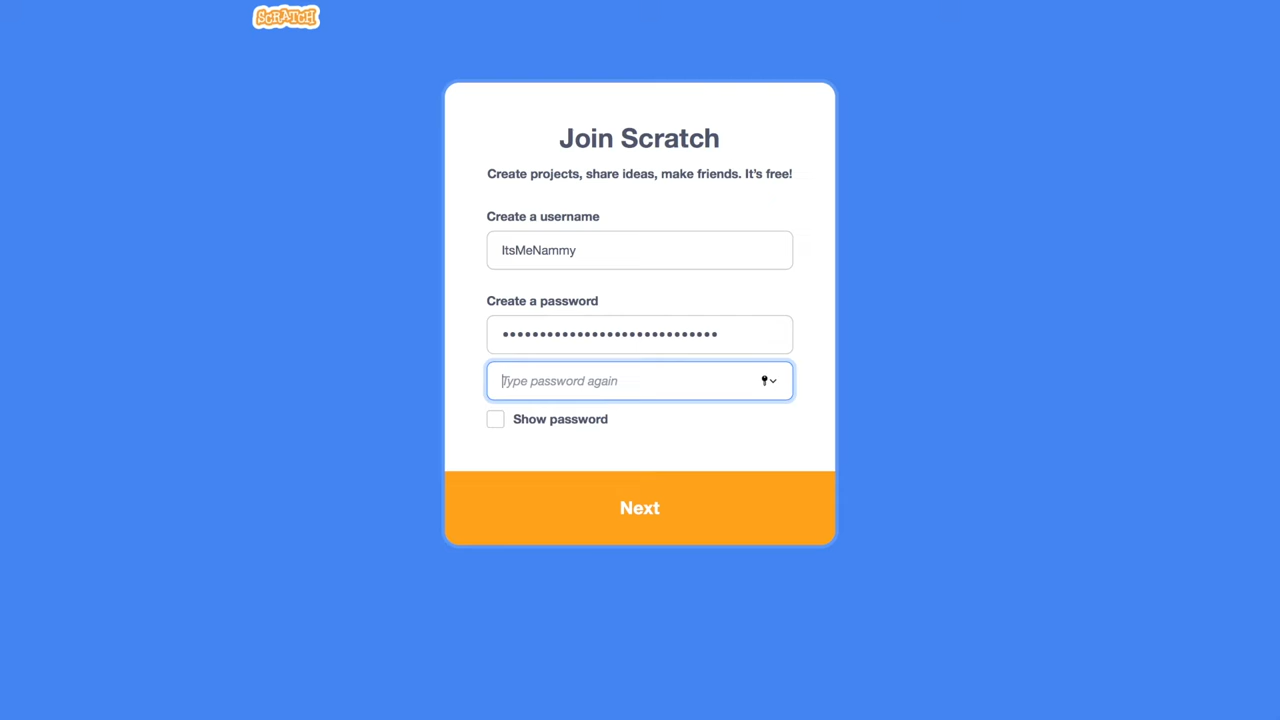 SCRATCH
Join Scratch
Create projects, share ideas, make friends. It's free!
Create a username
ItsMeNammy
Create a password
•••••••••••••••••••••••••••••
Type password again
Show password
Next